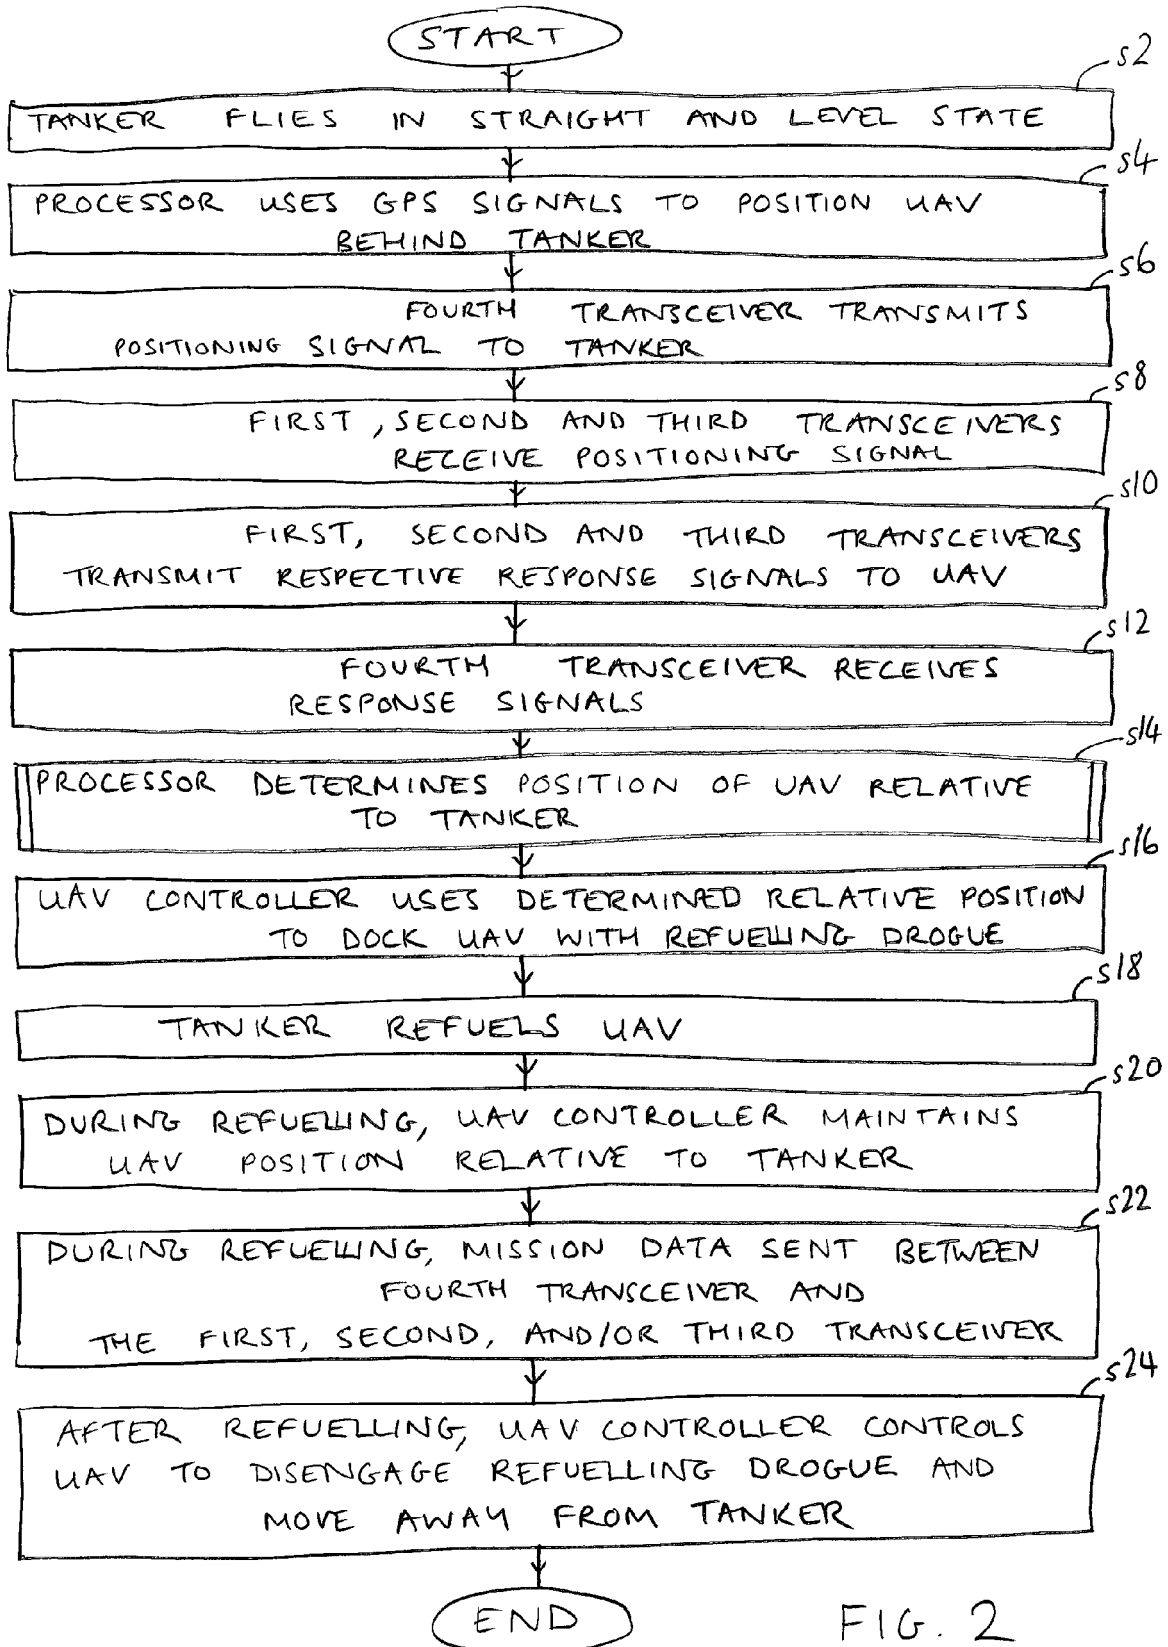 START
s2
TANKER FLIES IN STRAIGHT AND LEVEL STATE
s4
PROCESSOR USES GPS SIGNALS TO POSITION UAV
BEHIND TANKER
s6
FOURTH TRANSCEIVER TRANSMITS
POSITIONING SIGNAL TO TANKER
s8
FIRST, SECOND AND THIRD TRANSCEIVERS
RECEIVE POSITIONING SIGNAL
s10
FIRST, SECOND AND THIRD TRANSCEIVERS
TRANSMIT RESPECTIVE RESPONSE SIGNALS TO UAV
s12
FOURTH TRANSCEIVER RECEIVES
RESPONSE SIGNALS
s14
PROCESSOR DETERMINES POSITION OF UAV RELATIVE
TO TANKER
s16
UAV CONTROLLER USES DETERMINED RELATIVE POSITION
TO DOCK UAV WITH REFUELLING DROGUE
s18
TANKER REFUELS UAV
s20
DURING REFUELLING, UAV CONTROLLER MAINTAINS
UAV POSITION RELATIVE TO TANKER
s22
DURING REFUELLING, MISSION DATA SENT BETWEEN
FOURTH TRANSCEIVER AND
THE FIRST, SECOND, AND/OR THIRD TRANSCEIVER
s24
AFTER REFUELLING, UAV CONTROLLER CONTROLS
UAV TO DISENGAGE REFUELLING DROGUE AND
MOVE AWAY FROM TANKER
END
FIG. 2